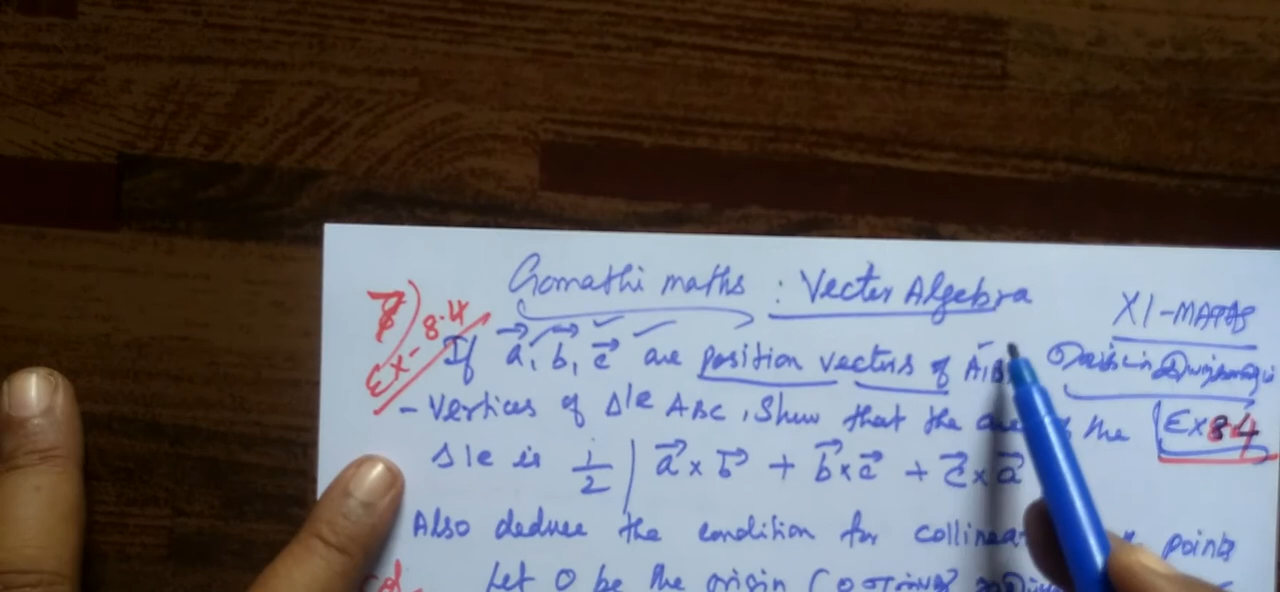 Gomathi maths : Vector Algebra
XI-MATHS
7) Ex-8.4
If a⃗, b⃗, c⃗ are position vectors of A,B
- vertices of Δle ABC, Show that the the
Ex 8.4
Δle is 1/2 | a⃗ × b⃗ + b⃗ × c⃗ + c⃗ × a⃗
Also deduce the condition for points
Let O be the origin